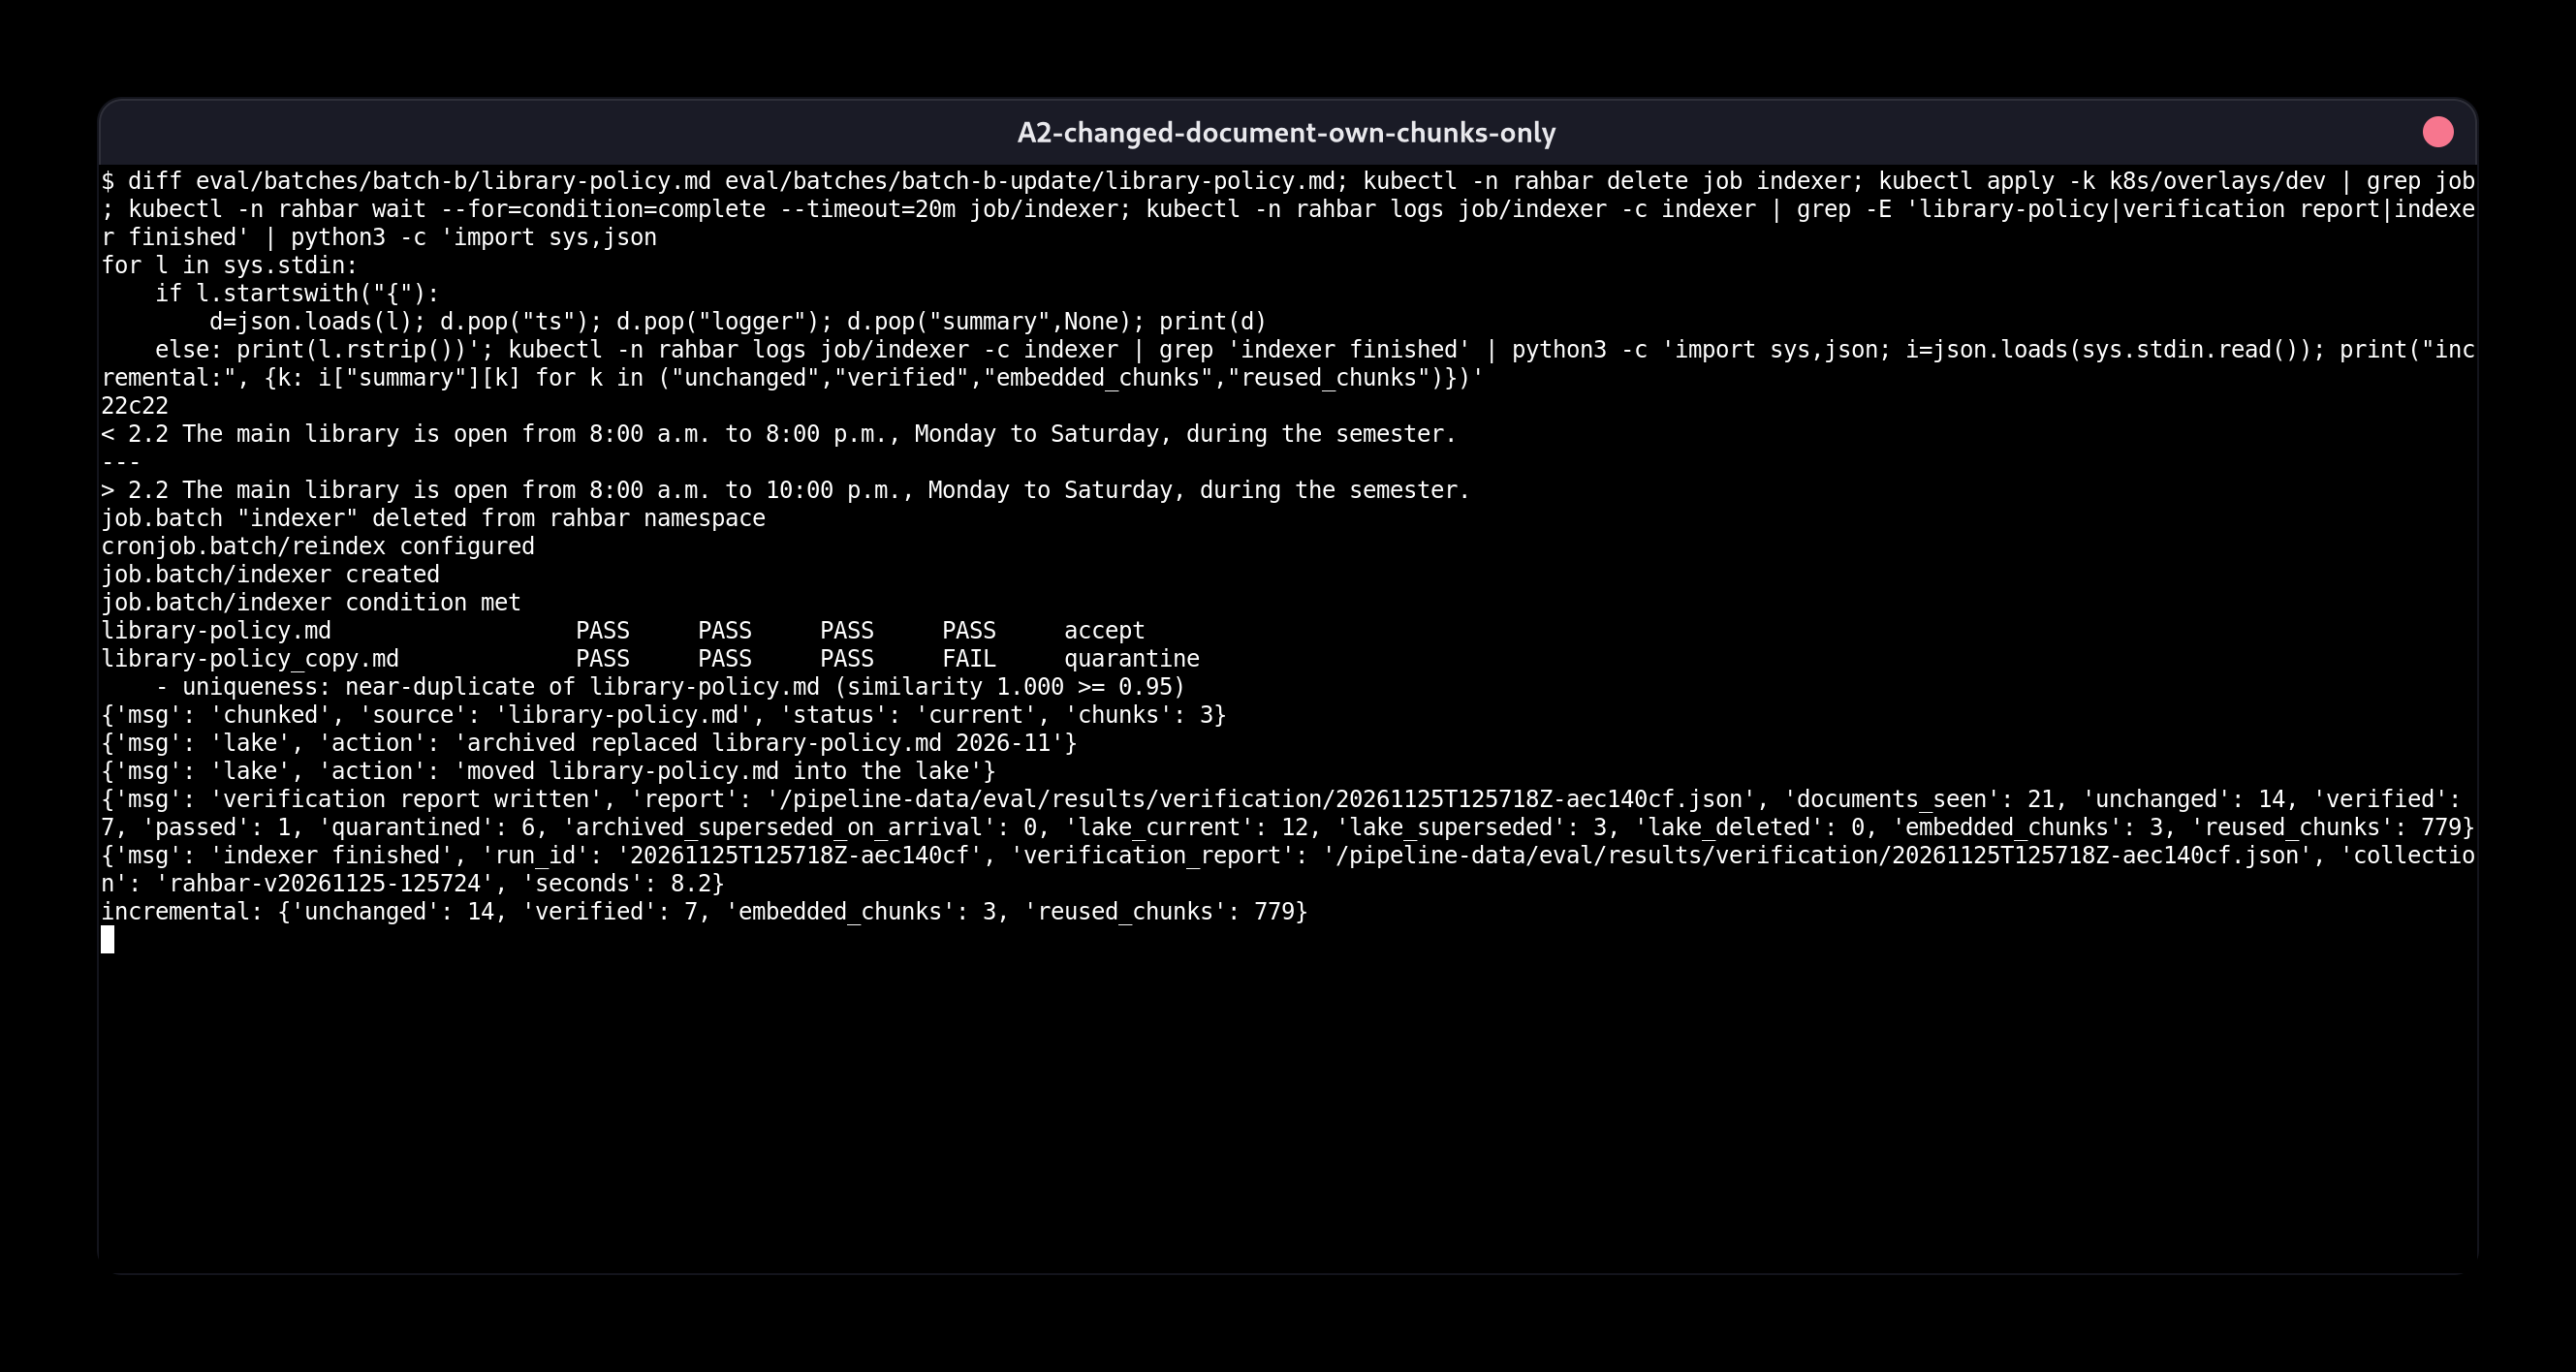 A2-changed-document-own-chunks-only
$ diff eval/batches/batch-b/library-policy.md eval/batches/batch-b-update/library-policy.md; kubectl -n rahbar delete job indexer; kubectl apply -k k8s/overlays/dev | grep job
; kubectl -n rahbar wait --for=condition=complete --timeout=20m job/indexer; kubectl -n rahbar logs job/indexer -c indexer | grep -E 'library-policy|verification report|indexe
r finished' | python3 -c 'import sys,json
for l in sys.stdin:
    if l.startswith("{"):
        d=json.loads(l); d.pop("ts"); d.pop("logger"); d.pop("summary",None); print(d)
    else: print(l.rstrip())'; kubectl -n rahbar logs job/indexer -c indexer | grep 'indexer finished' | python3 -c 'import sys,json; i=json.loads(sys.stdin.read()); print("inc
remental:", {k: i["summary"][k] for k in ("unchanged","verified","embedded_chunks","reused_chunks")})'
22c22
< 2.2 The main library is open from 8:00 a.m. to 8:00 p.m., Monday to Saturday, during the semester.
---
> 2.2 The main library is open from 8:00 a.m. to 10:00 p.m., Monday to Saturday, during the semester.
job.batch "indexer" deleted from rahbar namespace
cronjob.batch/reindex configured
job.batch/indexer created
job.batch/indexer condition met
library-policy.md                  PASS     PASS     PASS     PASS     accept
library-policy_copy.md             PASS     PASS     PASS     FAIL     quarantine
    - uniqueness: near-duplicate of library-policy.md (similarity 1.000 >= 0.95)
{'msg': 'chunked', 'source': 'library-policy.md', 'status': 'current', 'chunks': 3}
{'msg': 'lake', 'action': 'archived replaced library-policy.md 2026-11'}
{'msg': 'lake', 'action': 'moved library-policy.md into the lake'}
{'msg': 'verification report written', 'report': '/pipeline-data/eval/results/verification/20261125T125718Z-aec140cf.json', 'documents_seen': 21, 'unchanged': 14, 'verified':
7, 'passed': 1, 'quarantined': 6, 'archived_superseded_on_arrival': 0, 'lake_current': 12, 'lake_superseded': 3, 'lake_deleted': 0, 'embedded_chunks': 3, 'reused_chunks': 779}
{'msg': 'indexer finished', 'run_id': '20261125T125718Z-aec140cf', 'verification_report': '/pipeline-data/eval/results/verification/20261125T125718Z-aec140cf.json', 'collectio
n': 'rahbar-v20261125-125724', 'seconds': 8.2}
incremental: {'unchanged': 14, 'verified': 7, 'embedded_chunks': 3, 'reused_chunks': 779}